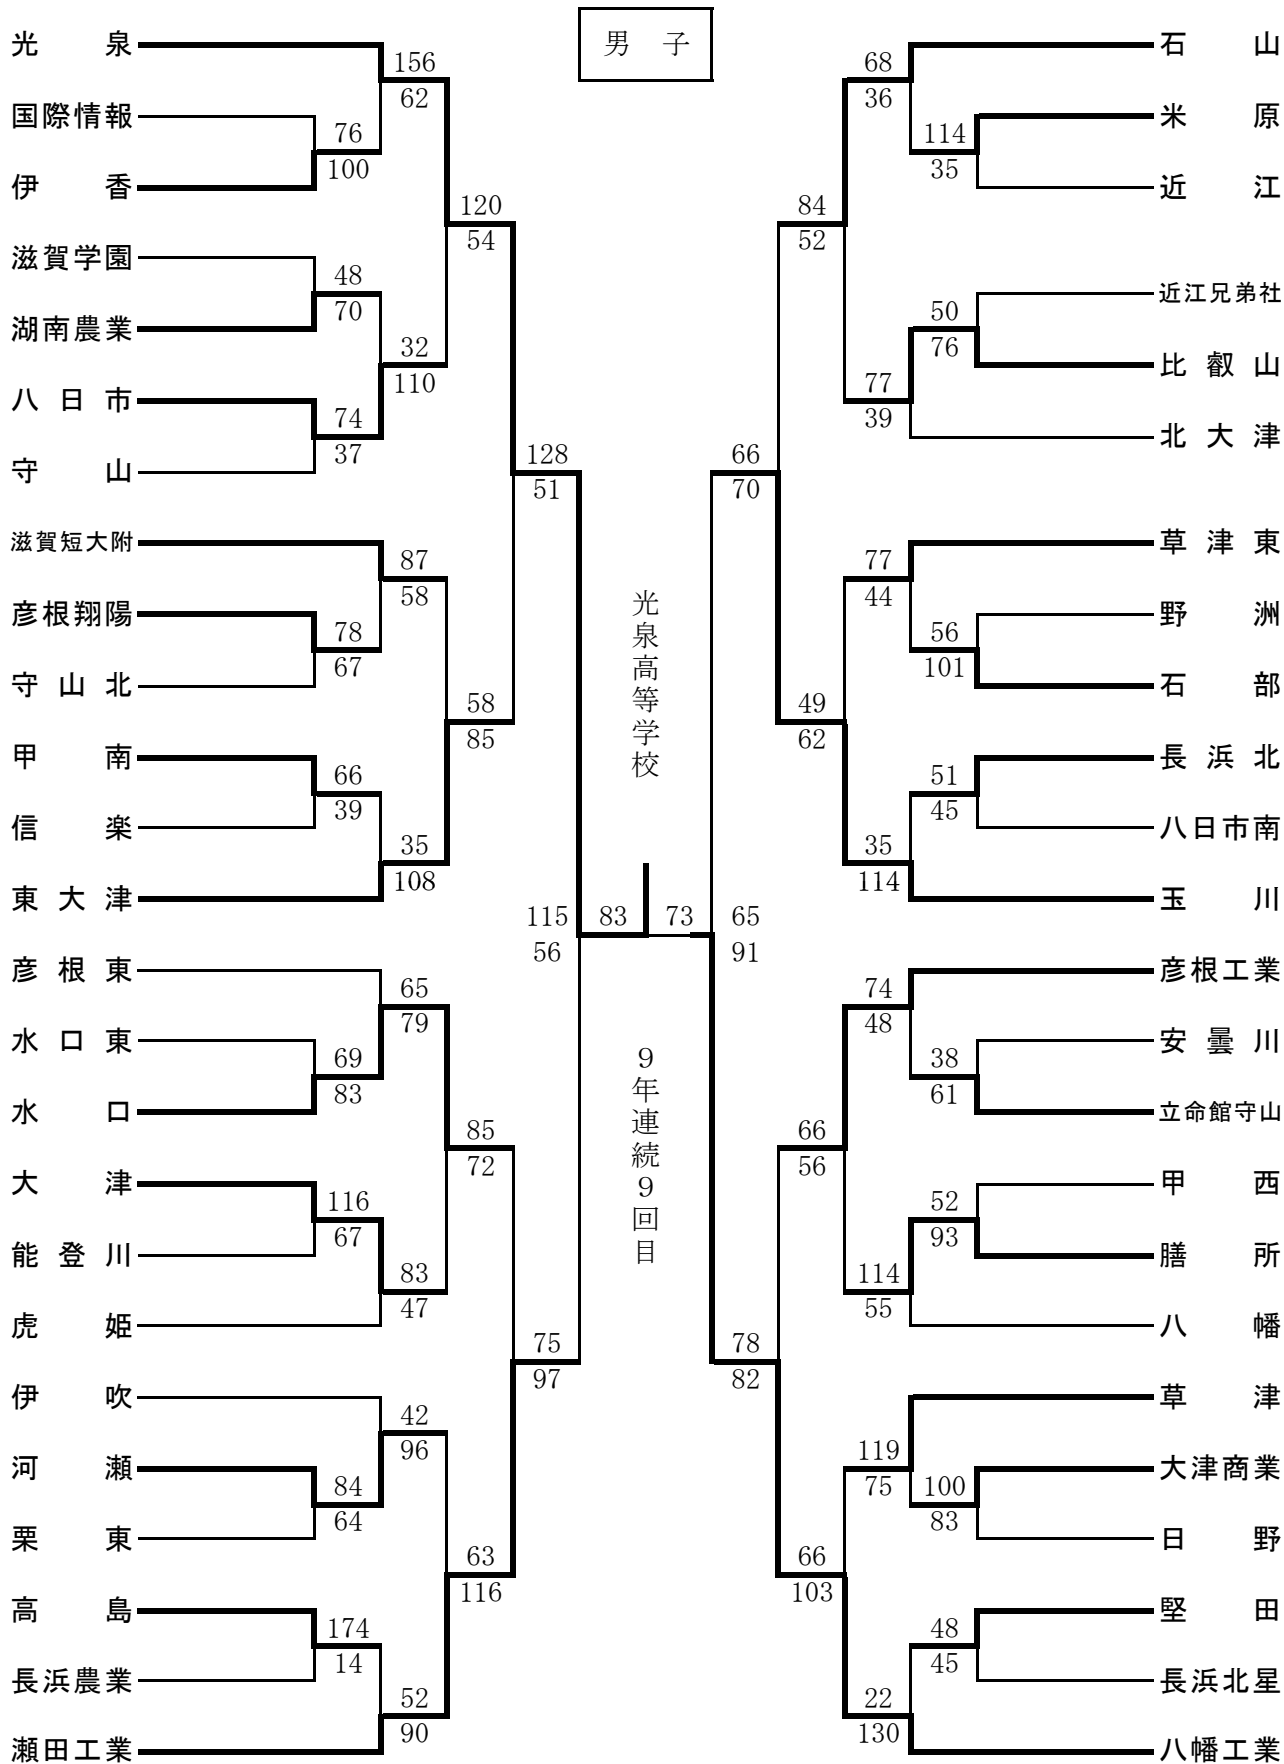 男 子
光 泉
156
62
国際情報
76
100
伊 香
120
54
滋賀学園
48
70
湖南農業
32
110
八 日 市
74
37
守 山
128
51
滋賀短大附
87
58
彦根翔陽
78
67
守 山 北
58
85
甲 南
66
39
信 楽
35
108
東 大 津
115
56
彦 根 東
65
79
水 口 東
69
83
水 口
85
72
大 津
116
67
能 登 川
83
47
虎 姫
75
97
伊 吹
42
96
河 瀬
84
64
栗 東
63
116
高 島
174
14
長浜農業
52
90
瀬田工業
光泉高等学校
83 73
9年連続9回目
石 山
68
36
米 原
114
35
近 江
84
52
近江兄弟社
50
76
比 叡 山
77
39
北 大 津
66
70
草 津 東
77
44
野 洲
56
101
石 部
49
62
長 浜 北
51
45
八日市南
35
114
玉 川
65
91
彦根工業
74
48
安 曇 川
38
61
立命館守山
66
56
甲 西
52
93
膳 所
114
55
八 幡
78
82
草 津
119
75
大津商業
100
83
日 野
66
103
堅 田
48
45
長浜北星
22
130
八幡工業